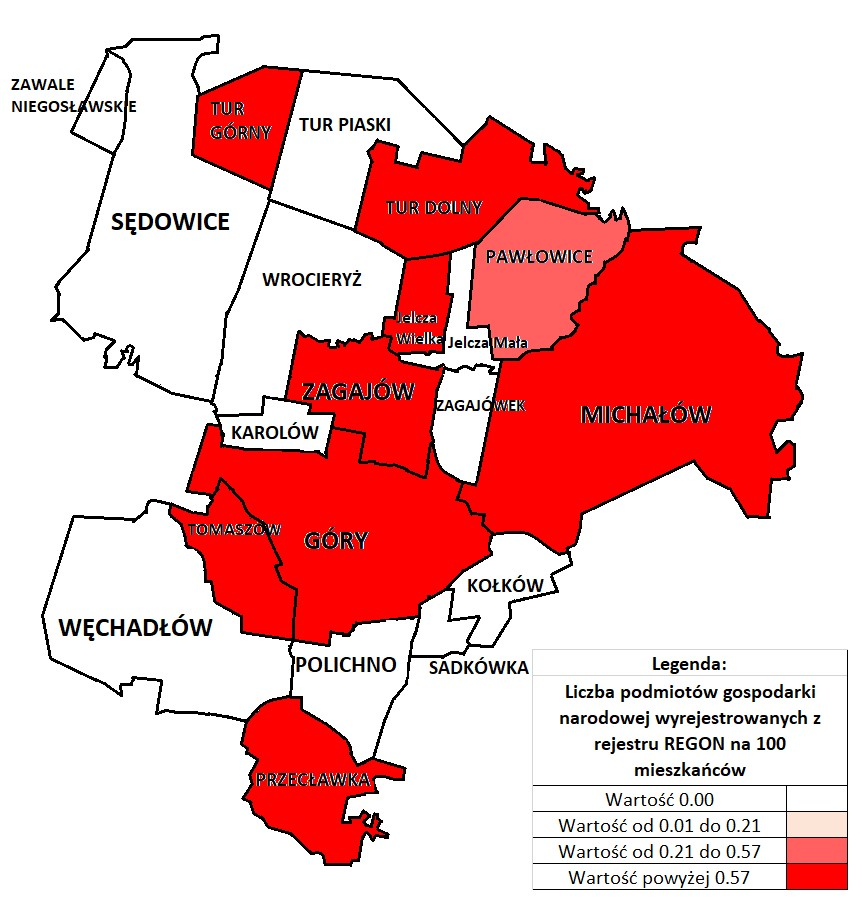 ZAWALE
NIEGOSŁAWSKIE
TUR
GÓRNY
TUR PIASKI
SĘDOWICE
TUR DOLNY
PAWŁOWICE
WROCIERYŻ
Jelcza
Wielka
Jelcza Mała
ZAGAJÓW
ZAGAJÓWEK
MICHAŁÓW
KAROLÓW
TOMASZÓW
GÓRY
KOŁKÓW
WĘCHADŁÓW
POLICHNO
SADKÓWKA
PRZECŁAWKA
Legenda:
Liczba podmiotów gospodarki
narodowej wyrejestrowanych z
rejestru REGON na 100
mieszkańców
Wartość 0.00
Wartość od 0.01 do 0.21
Wartość od 0.21 do 0.57
Wartość powyżej 0.57